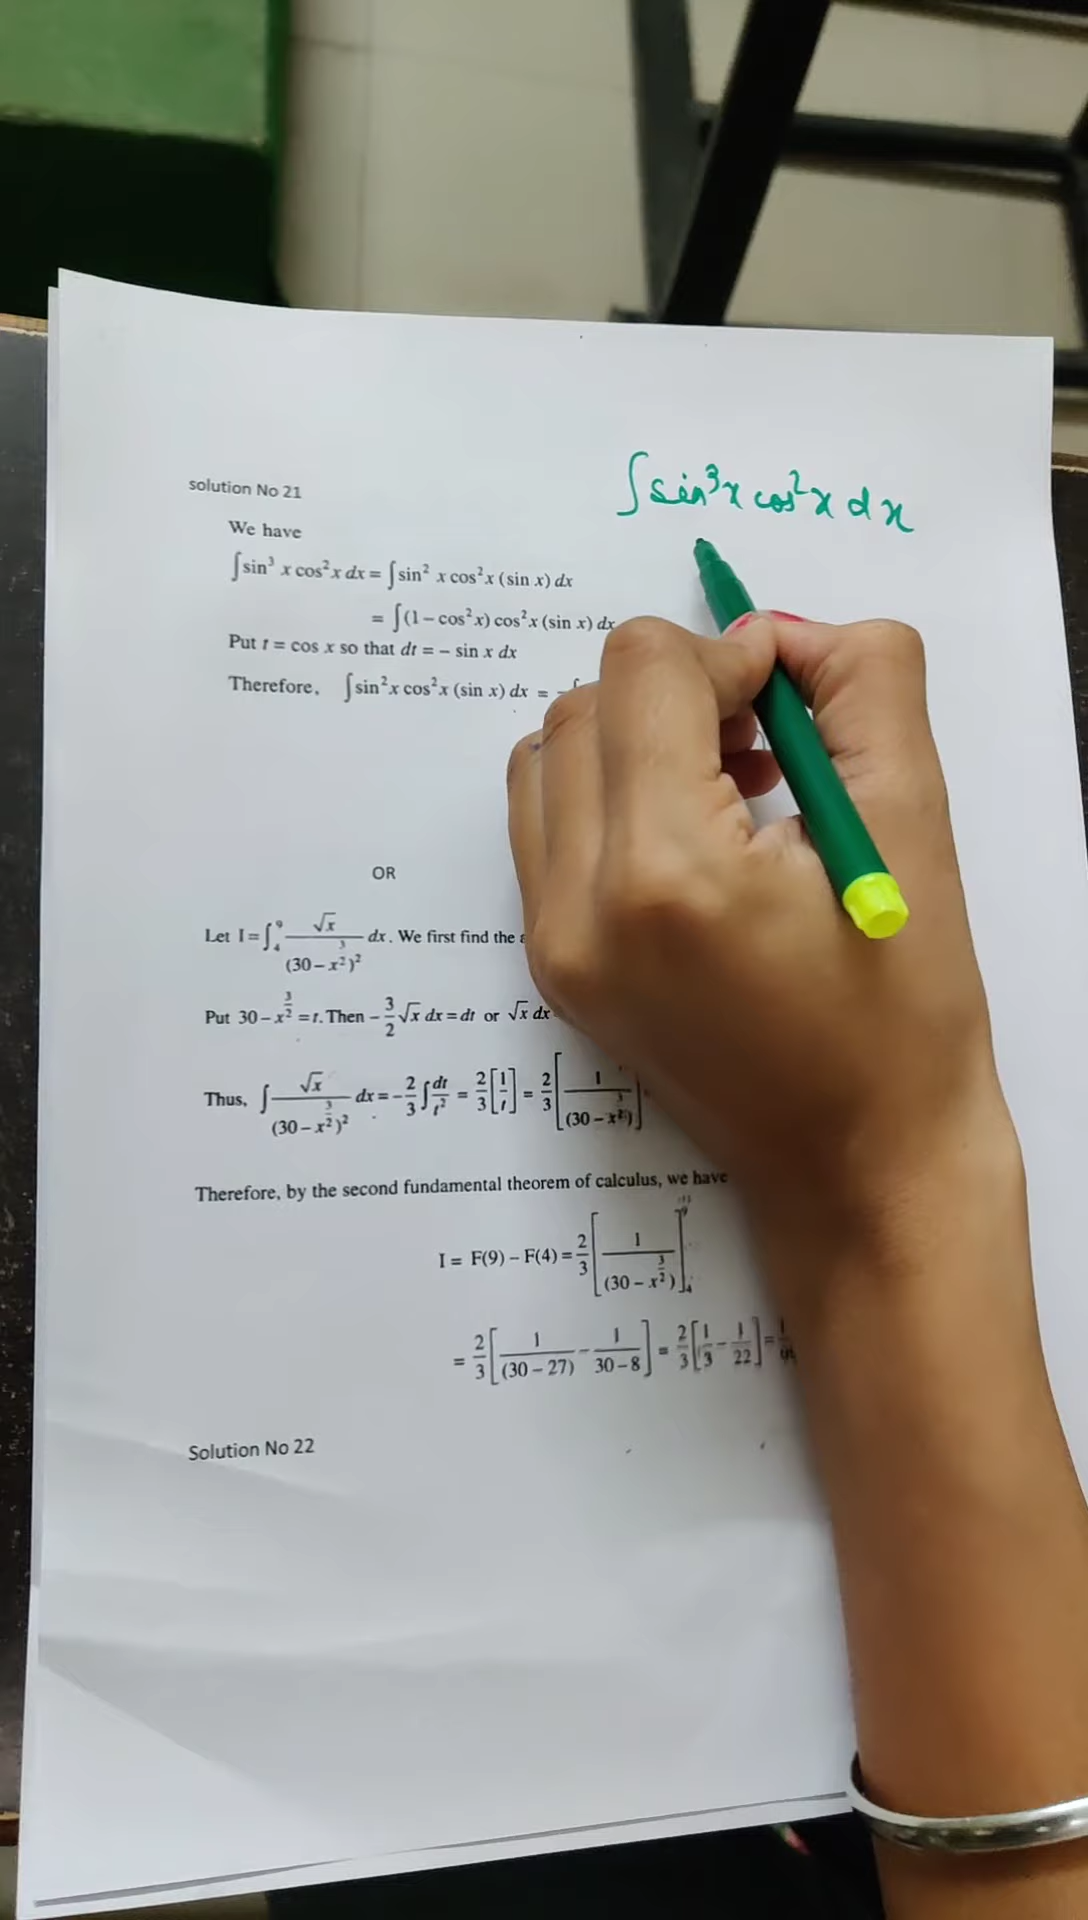 ∫sin³x cos²x dx
solution No 21
We have
∫sin³ x cos²x dx = ∫sin² x cos²x (sin x) dx
= ∫(1 – cos²x) cos²x (sin x) dx
Put t = cos x so that dt = – sin x dx
Therefore, ∫sin²x cos²x (sin x) dx = –
OR
Let I = ∫₄⁹ √x / (30 – x^(3/2))² dx. We first find the
Put 30 – x^(3/2) = t. Then – 3/2 √x dx = dt or √x dx
Thus, ∫ √x / (30 – x^(3/2))² dx = – 2/3 ∫ dt/t² = 2/3 [1/t] = 2/3 [1 / (30 – x^(3/2))]
Therefore, by the second fundamental theorem of calculus, we have
I = F(9) – F(4) = 2/3 [1 / (30 – x^(3/2))]₄⁹
= 2/3 [1/(30 – 27) – 1/(30 – 8)] = 2/3 [1/3 – 1/22] =
Solution No 22